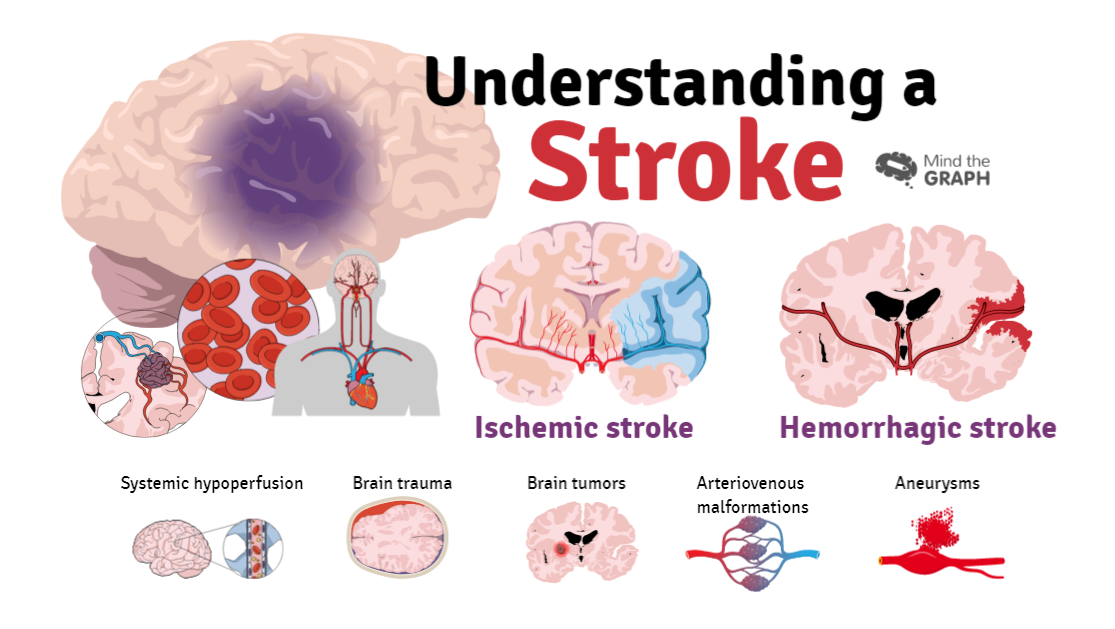 Understanding a
Stroke
Mind the
GRAPH
Ischemic stroke
Hemorrhagic stroke
Systemic hypoperfusion
Brain trauma
Brain tumors
Arteriovenous
malformations
Aneurysms